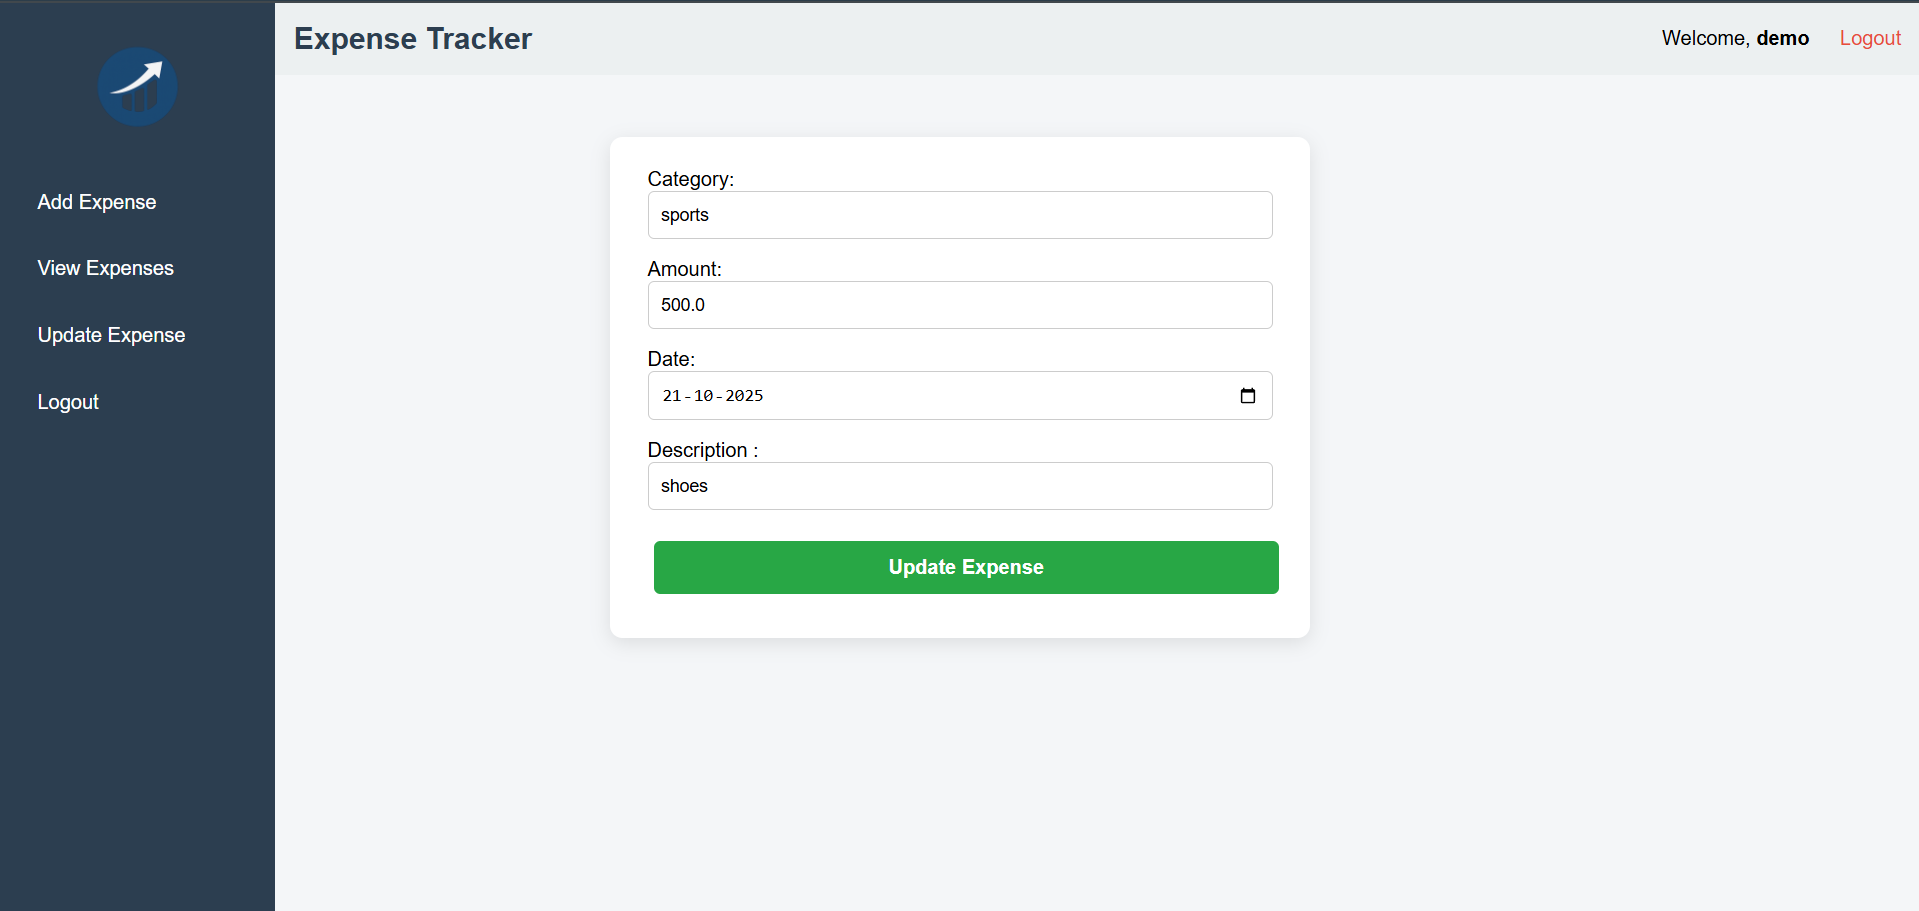 Expense Tracker
Welcome, demo
Logout
Add Expense
View Expenses
Update Expense
Logout
Category:
sports
Amount:
500.0
Date:
21-10-2025
Description :
shoes
Update Expense